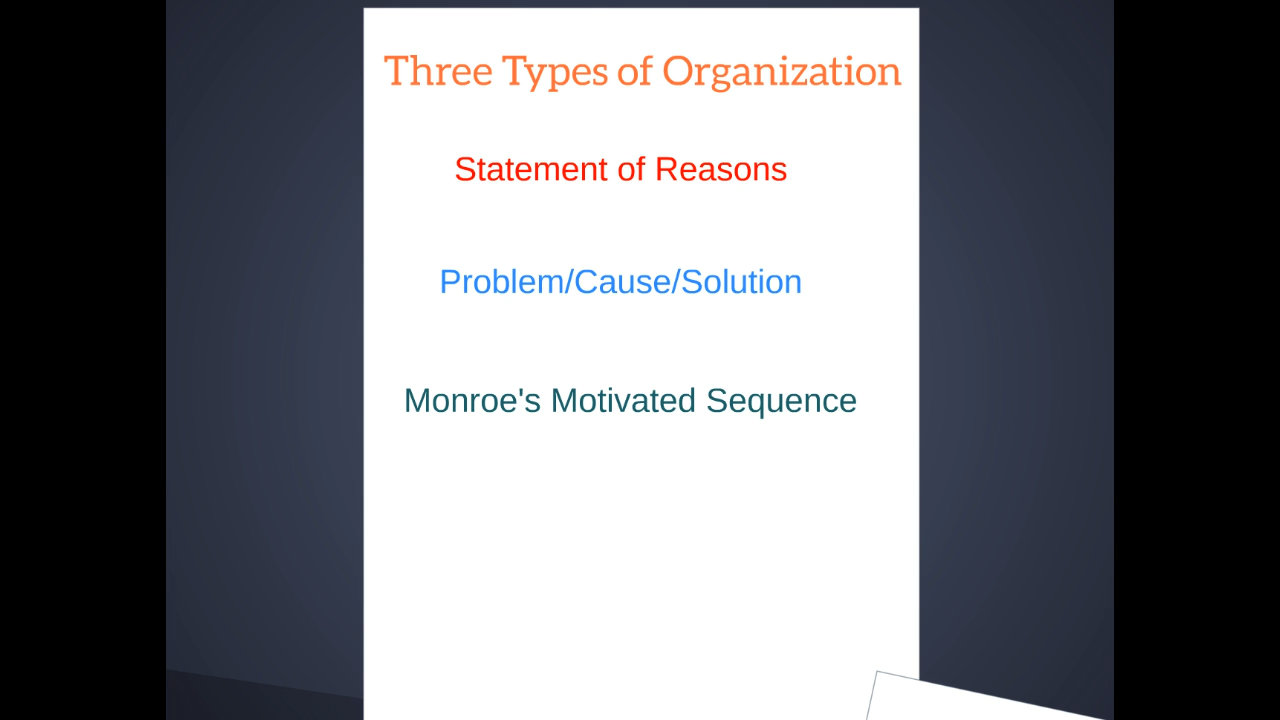 Three Types of Organization
Statement of Reasons
Problem/Cause/Solution
Monroe's Motivated Sequence